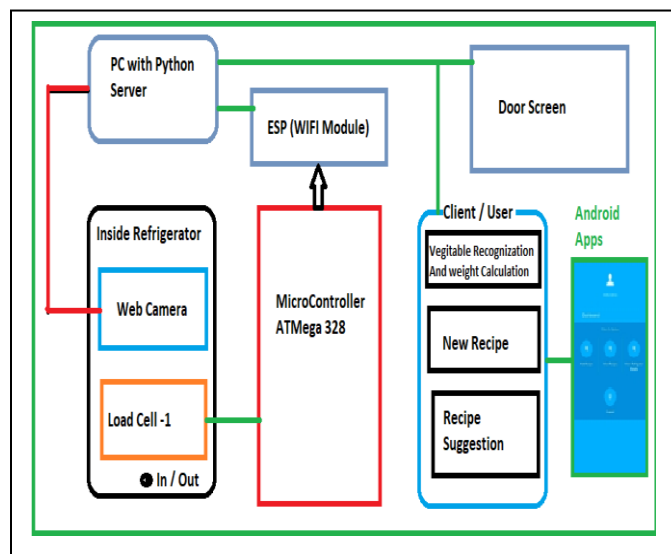 PC with Python
Server
ESP (WIFI Module)
Door Screen
Inside Refrigerator
Web Camera
Load Cell -1
In / Out
MicroController
ATMega 328
Client / User
Vegitable Recognization
And weight Calculation
New Recipe
Recipe
Suggestion
Android
Apps